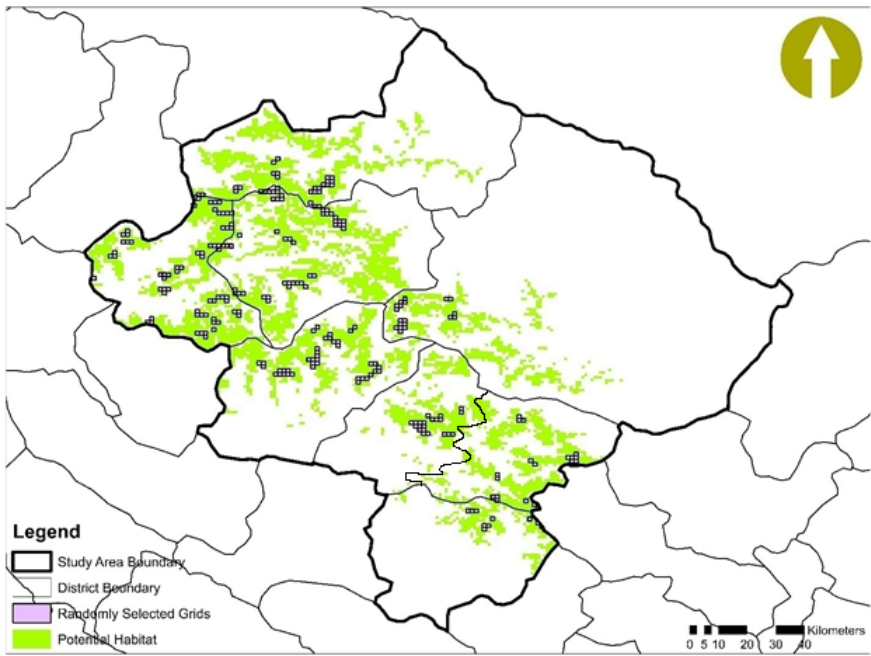 Legend
Study Area Boundary
District Boundary
Randomly Selected Grids
Potential Habitat
Kilometers
0 5 10 20 30 40